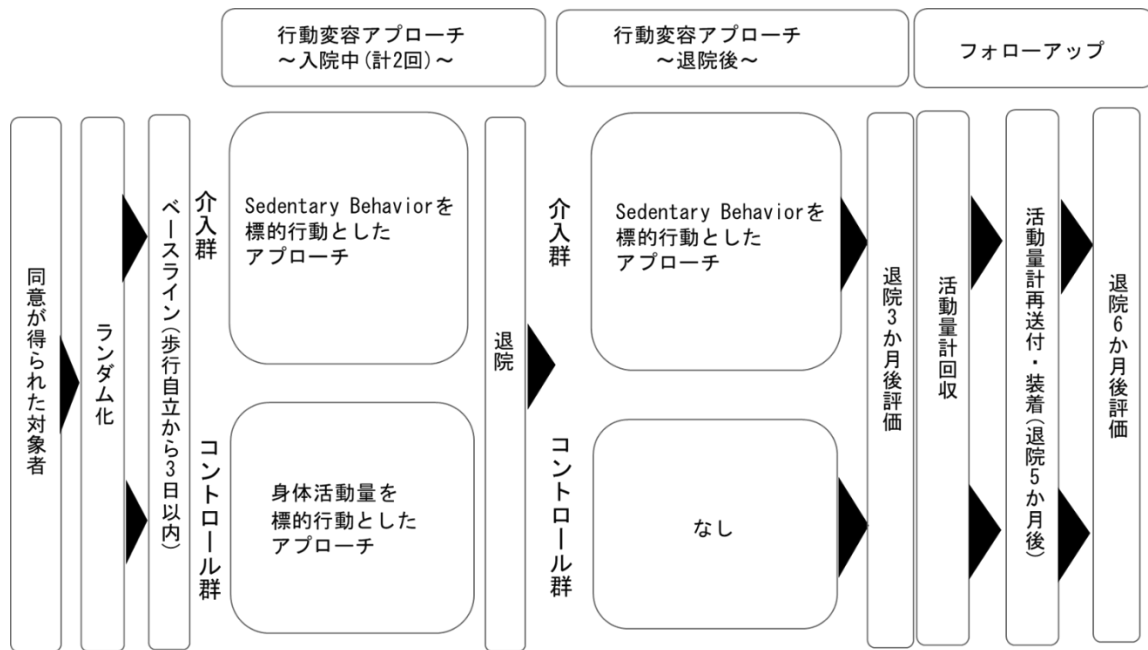 行動変容アプローチ
～入院中(計2回)～
行動変容アプローチ
～退院後～
フォローアップ
同意が得られた対象者
ランダム化
ベースライン(歩行自立から3日以内)
介入群
Sedentary Behaviorを
標的行動とした
アプローチ
コントロール群
身体活動量を
標的行動とした
アプローチ
退院
介入群
Sedentary Behaviorを
標的行動とした
アプローチ
コントロール群
なし
退院3か月後評価
活動量計回収
活動量計再送付・装着(退院5か月後)
退院6か月後評価